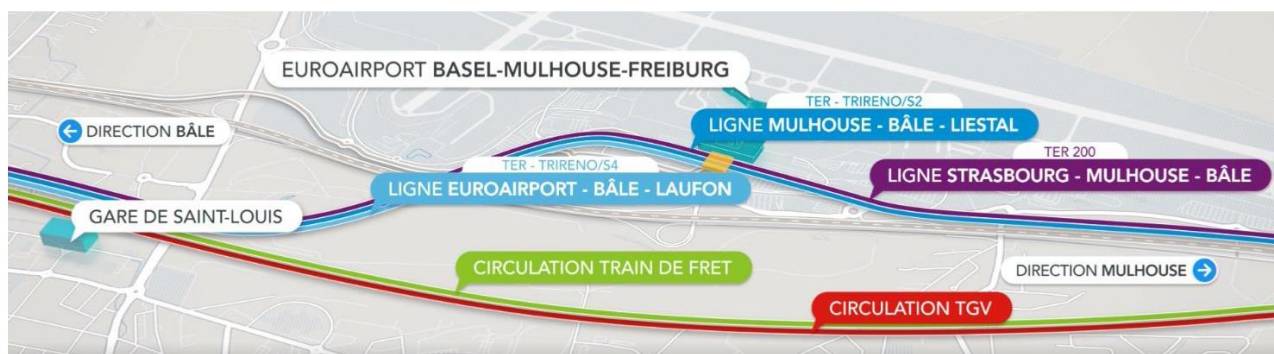 EUROAIRPORT BASEL-MULHOUSE-FREIBURG
TER - TRIRENO/S2
LIGNE MULHOUSE - BÂLE - LIESTAL
DIRECTION BÂLE
TER 200
LIGNE STRASBOURG - MULHOUSE - BÂLE
TER - TRIRENO/S4
LIGNE EUROAIRPORT - BÂLE - LAUFON
GARE DE SAINT-LOUIS
CIRCULATION TRAIN DE FRET
DIRECTION MULHOUSE
CIRCULATION TGV